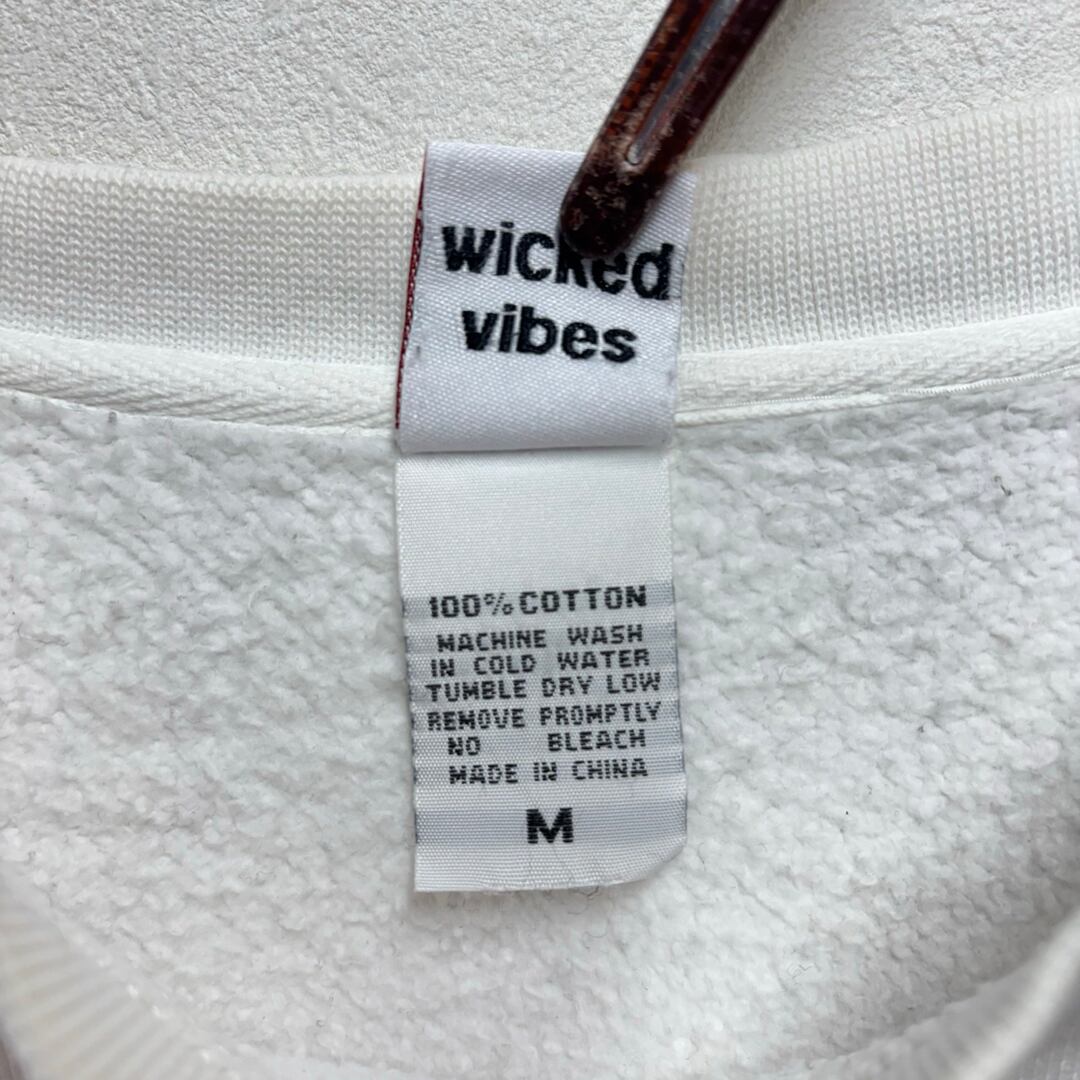 wicked
vibes
100% COTTON
MACHINE WASH
IN COLD WATER
TUMBLE DRY LOW
REMOVE PROMPTLY
NO BLEACH
MADE IN CHINA
M